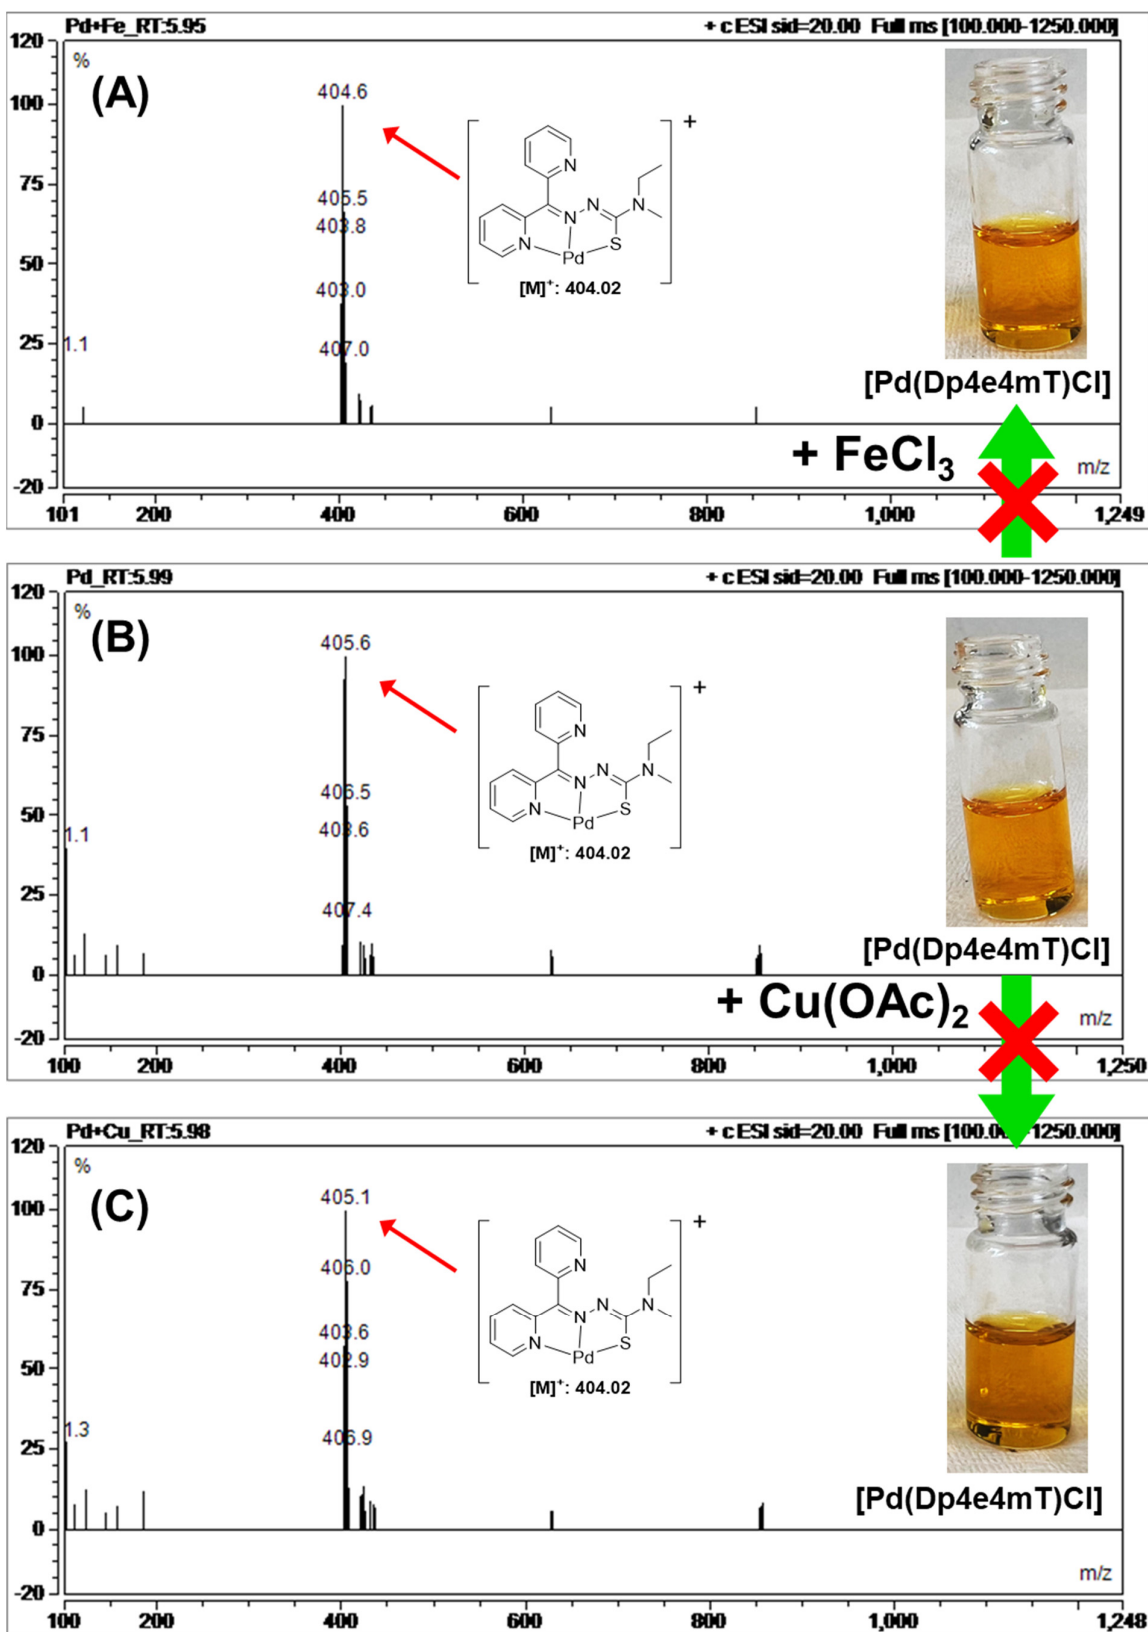 Pd+Fe_RT:5.95
+ c ESI sid=20.00 Full ms [100.000-1250.000]
120
%
(A)
100
404.6
+
75
405.5
403.8
N
N
N
N
N
S
Pd
50
[M]+: 404.02
403.0
25
1.1
407.0
[Pd(Dp4e4mT)Cl]
0
+ FeCl3
m/z
-20
101
200
400
600
800
1,000
1,249
Pd_RT:5.99
+ c ESI sid=20.00 Full ms [100.000-1250.000]
120
%
(B)
100
405.6
+
75
N
N
N
N
N
S
Pd
406.5
50
1.1
403.6
[M]+: 404.02
25
407.4
[Pd(Dp4e4mT)Cl]
0
+ Cu(OAc)2
m/z
-20
100
200
400
600
800
1,000
1,250
Pd+Cu_RT:5.98
+ c ESI sid=20.00 Full ms [100.00 -1250.000]
120
%
(C)
100
405.1
+
406.0
75
N
N
N
N
N
S
Pd
403.6
50
402.9
[M]+: 404.02
1.3
25
406.9
[Pd(Dp4e4mT)Cl]
0
m/z
-20
100
200
400
600
800
1,000
1,248